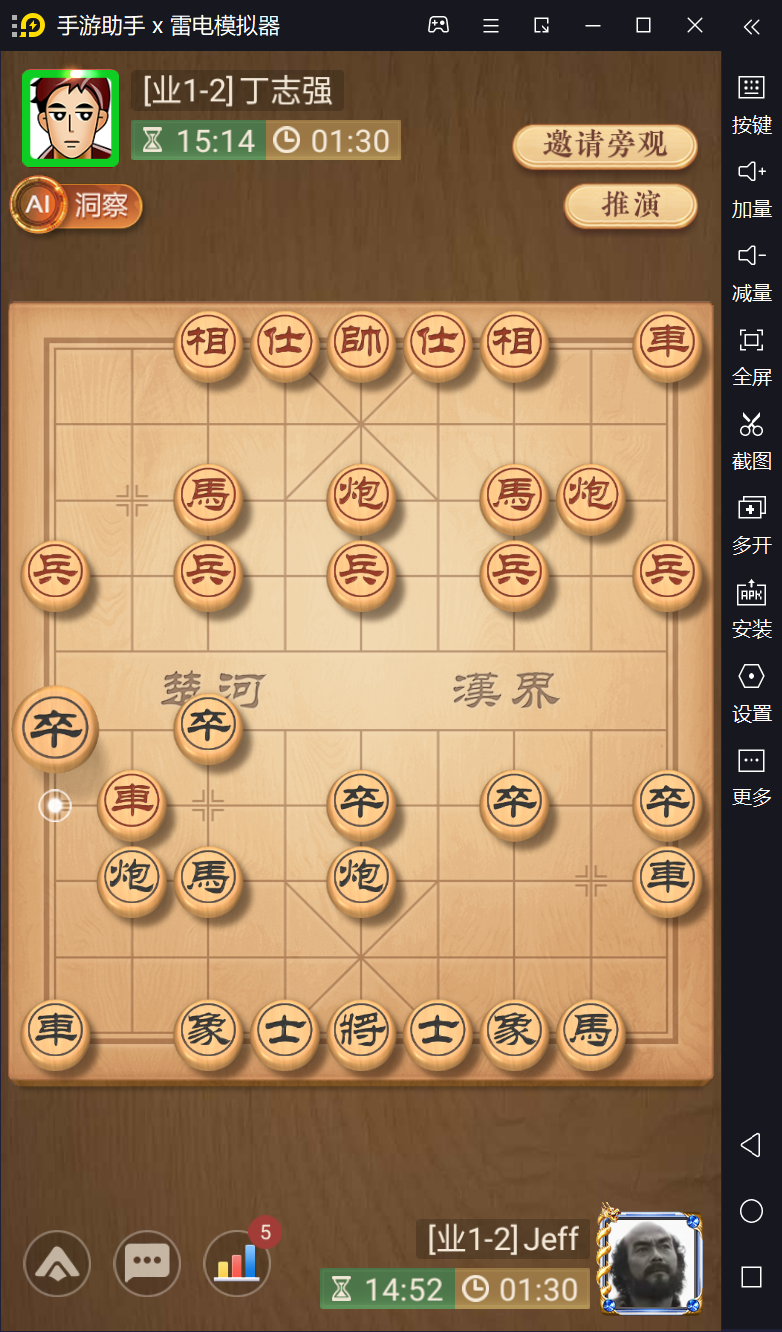 手游助手 x 雷电模拟器
[业1-2]丁志强
15:14 01:30
邀请旁观
AI 洞察
推演
相 仕 帥 仕 相 車
馬 炮 馬 炮
兵 兵 兵 兵 兵
楚河 漢界
卒 卒
車 卒 卒 卒
炮 馬 炮 車
車 象 士 將 士 象 馬
5
[业1-2]Jeff
14:52 01:30
按键
加量
减量
全屏
截图
多开
APK
安装
设置
更多